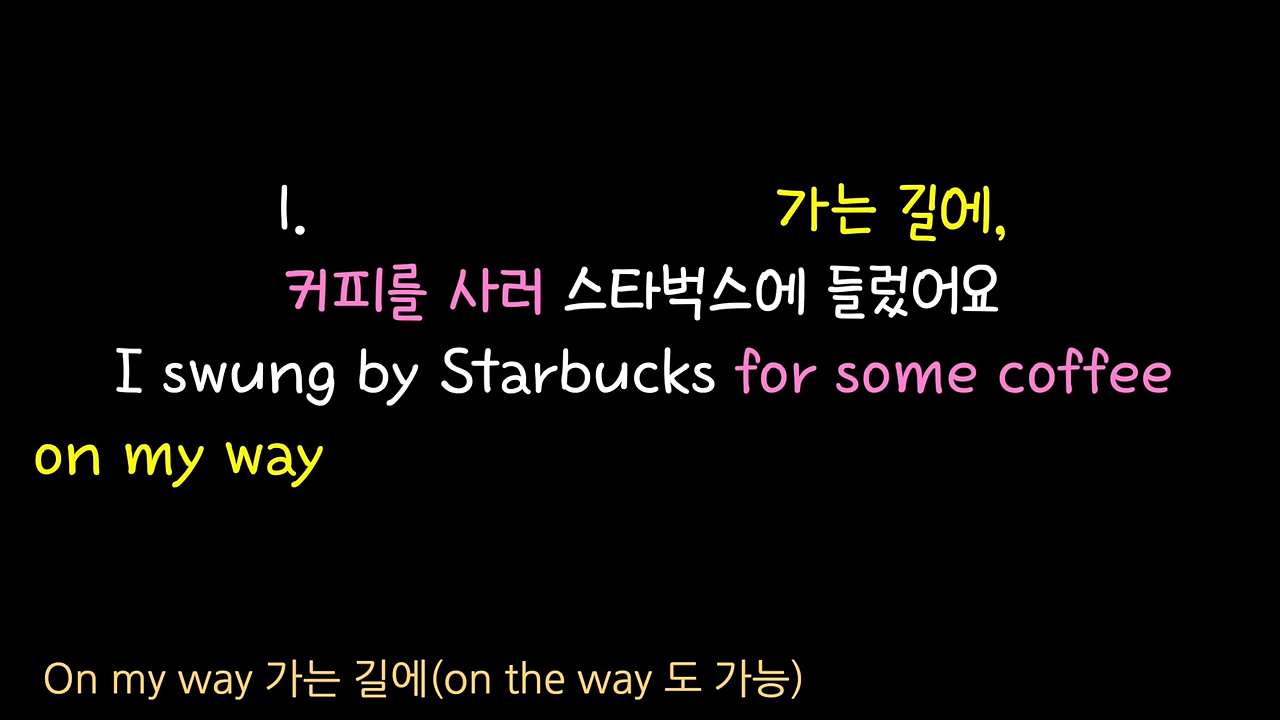 1. 가는 길에,
커피를 사러 스타벅스에 들렀어요
I swung by Starbucks for some coffee
on my way
On my way 가는 길에(on the way 도 가능)